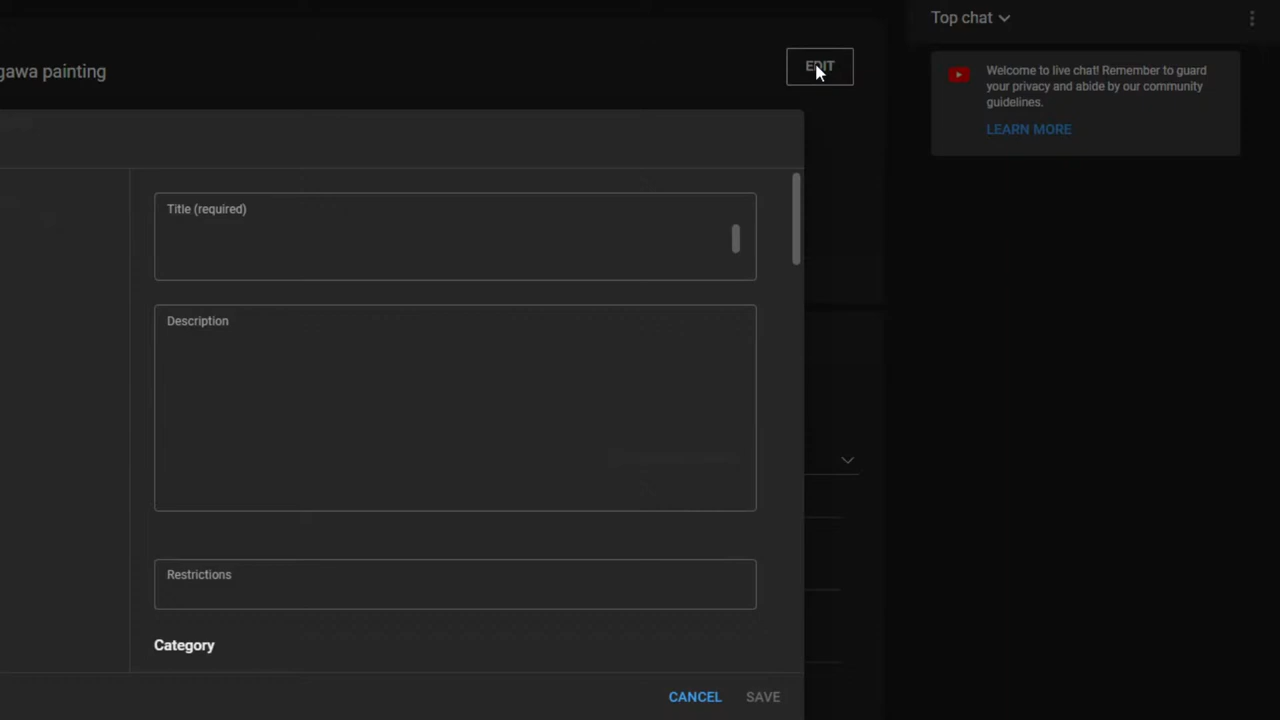 Top chat
gawa painting
EDIT
Welcome to live chat! Remember to guard
your privacy and abide by our community
guidelines.
LEARN MORE
Title (required)
Description
Restrictions
Category
CANCEL
SAVE